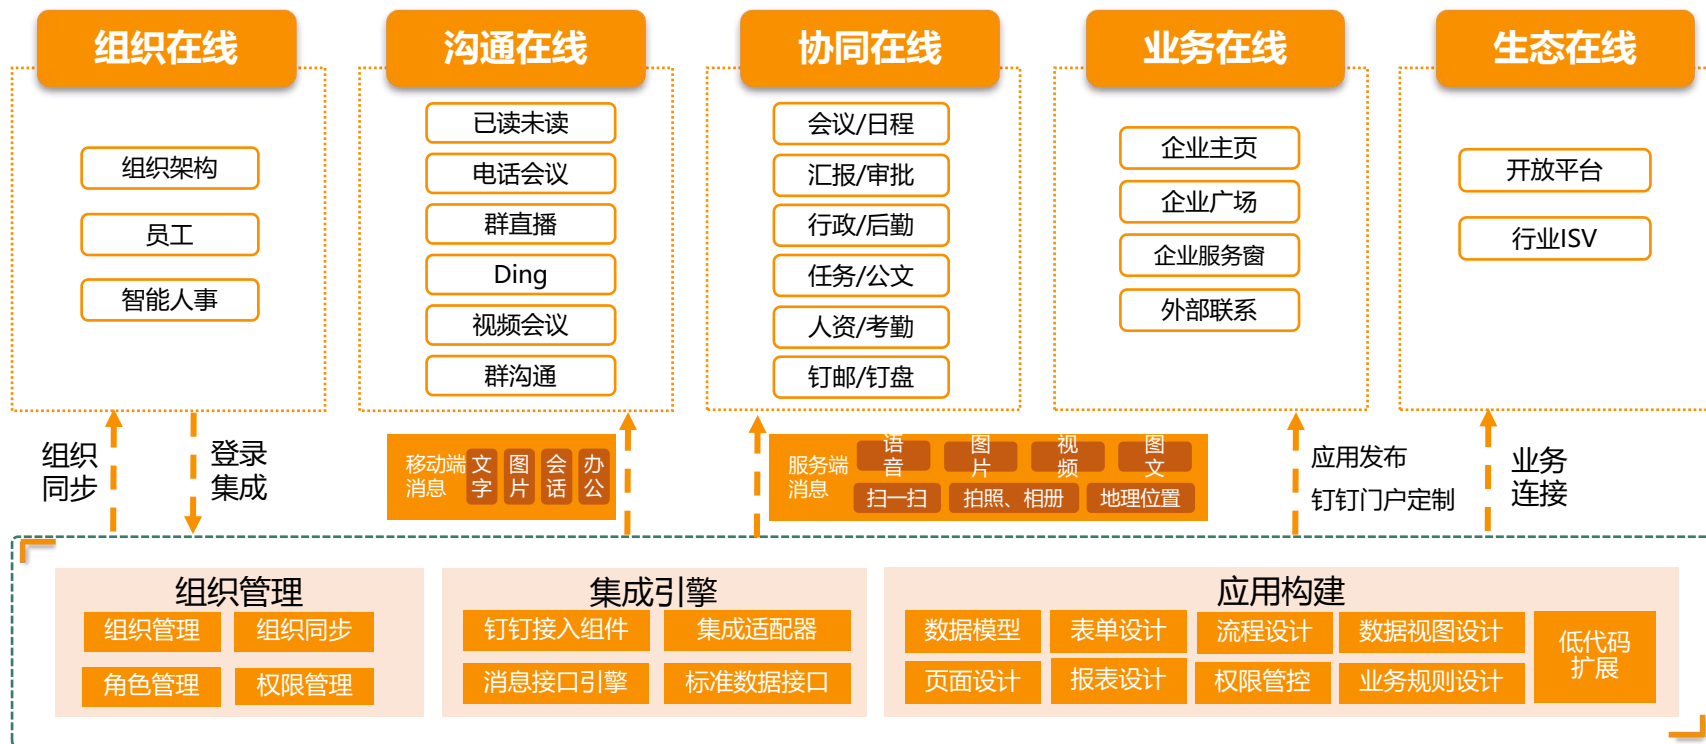 组织在线
沟通在线
协同在线
业务在线
生态在线
组织架构
员工
智能人事
已读未读
电话会议
群直播
Ding
视频会议
群沟通
会议/日程
汇报/审批
行政/后勤
任务/公文
人资/考勤
钉邮/钉盘
企业主页
企业广场
企业服务窗
外部联系
开放平台
行业ISV
组织
同步
登录
集成
移动端
消息
文
字
图
片
会
话
办
公
服务端
消息
语
音
图
片
视
频
图
文
扫一扫
拍照、相册
地理位置
应用发布
钉钉门户定制
业务
连接
组织管理
组织管理
组织同步
角色管理
权限管理
集成引擎
钉钉接入组件
集成适配器
消息接口引擎
标准数据接口
应用构建
数据模型
表单设计
流程设计
数据视图设计
页面设计
报表设计
权限管控
业务规则设计
低代码
扩展